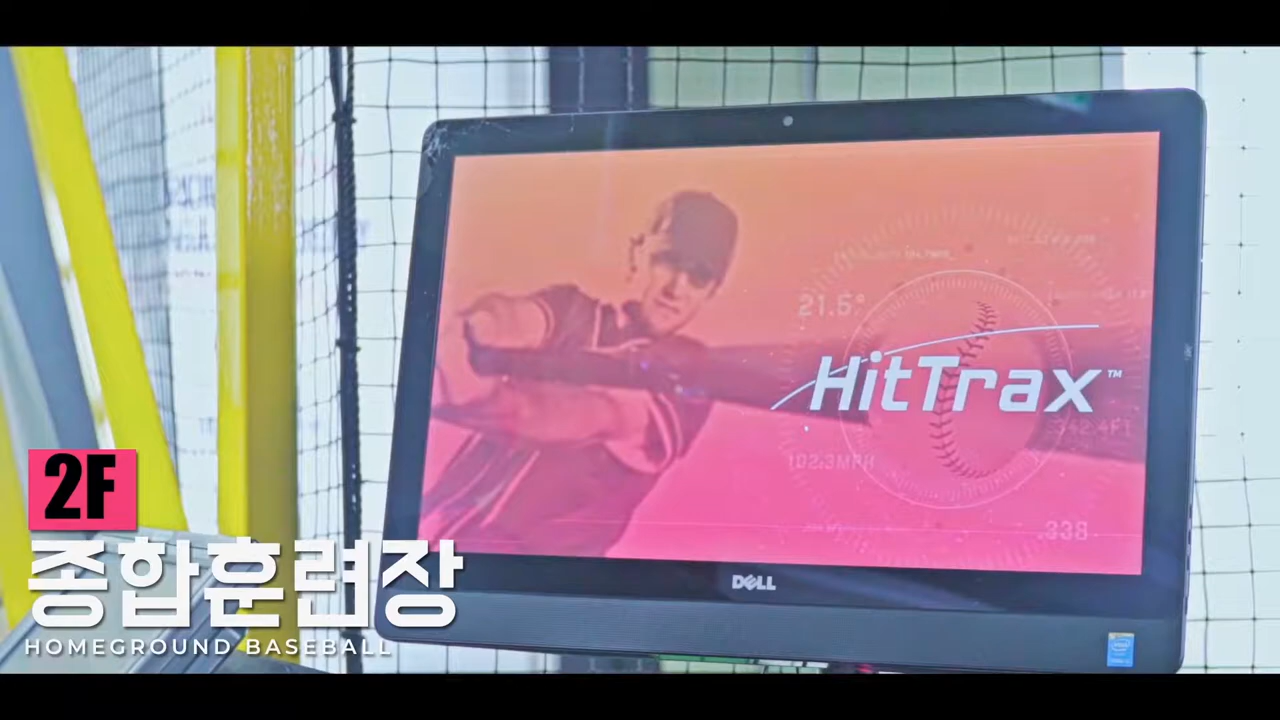 21.5°
HitTrax™
342.4FT
102.3MPH
.338
DELL
2F
종합훈련장
HOMEGROUND BASEBALL